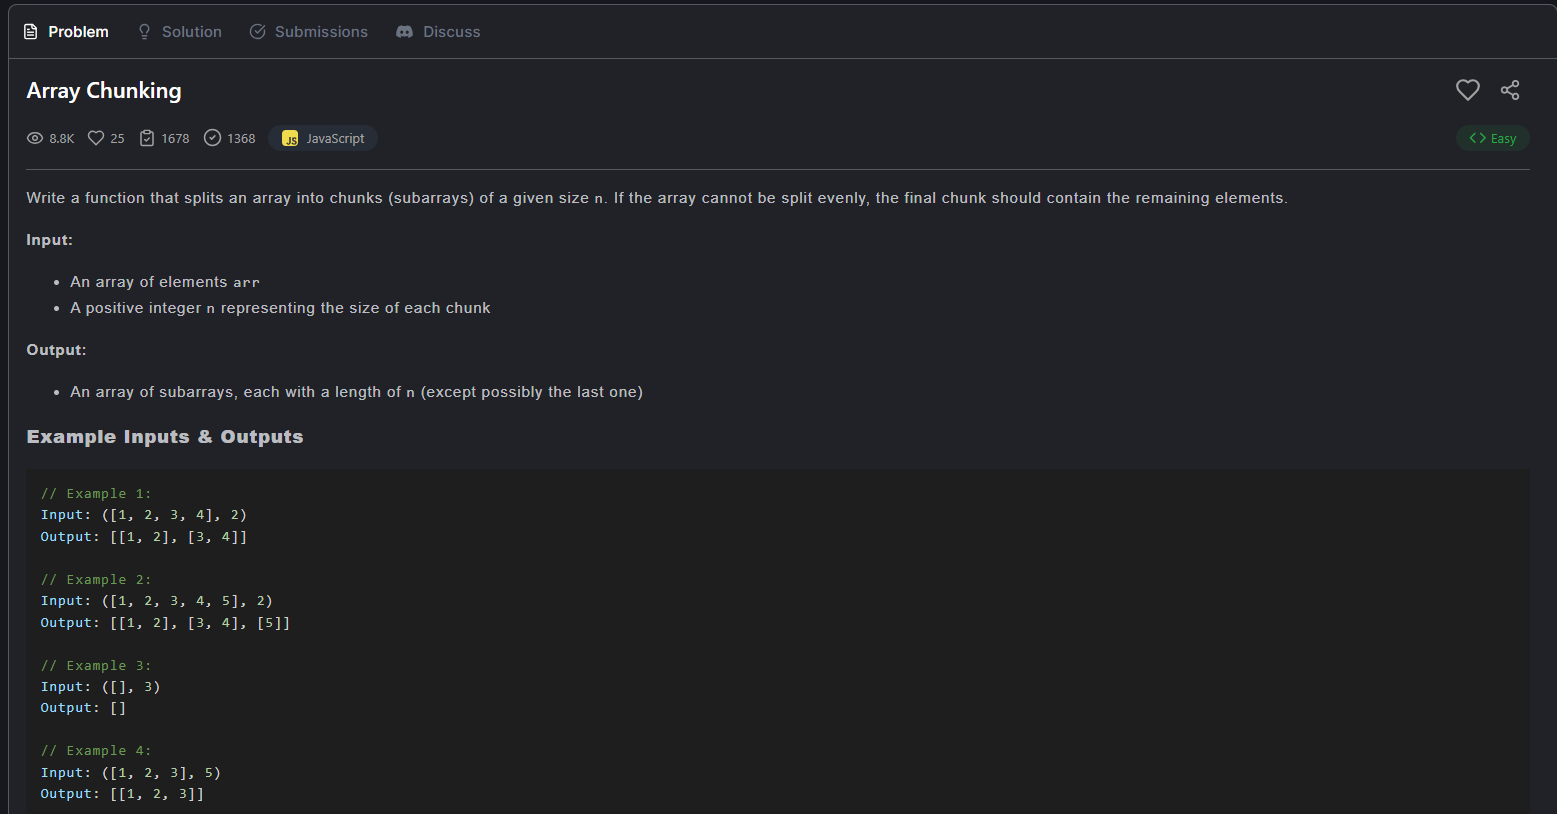 Problem Solution Submissions Discuss
Array Chunking
8.8K 25 1678 1368 JS JavaScript <> Easy
Write a function that splits an array into chunks (subarrays) of a given size n. If the array cannot be split evenly, the final chunk should contain the remaining elements.
Input:
• An array of elements arr
• A positive integer n representing the size of each chunk
Output:
• An array of subarrays, each with a length of n (except possibly the last one)
Example Inputs & Outputs
// Example 1:
Input: ([1, 2, 3, 4], 2)
Output: [[1, 2], [3, 4]]
// Example 2:
Input: ([1, 2, 3, 4, 5], 2)
Output: [[1, 2], [3, 4], [5]]
// Example 3:
Input: ([], 3)
Output: []
// Example 4:
Input: ([1, 2, 3], 5)
Output: [[1, 2, 3]]